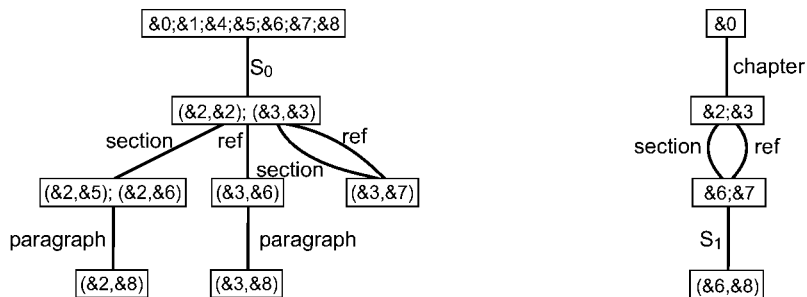 &0;&1;&4;&5;&6;&7;&8
&0
S₀
chapter
(&2,&2); (&3,&3)
&2;&3
section
ref
ref
section
section
ref
(&2,&5); (&2,&6)
(&3,&6)
(&3,&7)
&6;&7
paragraph
paragraph
S₁
(&2,&8)
(&3,&8)
(&6,&8)